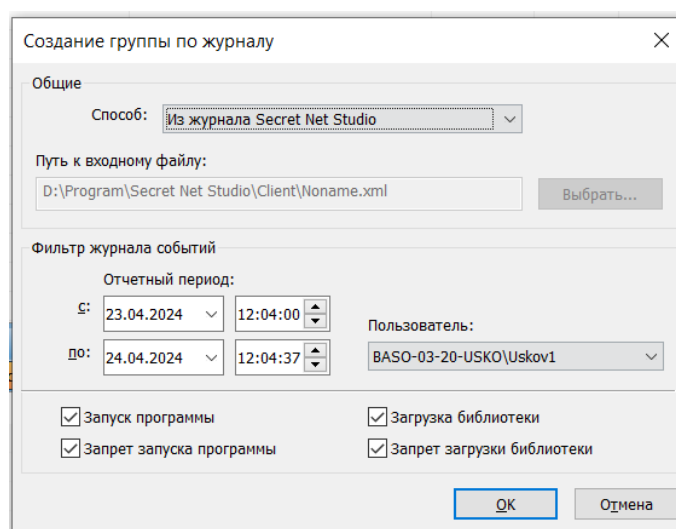 Создание группы по журналу
Общие
Способ: Из журнала Secret Net Studio
Путь к входному файлу:
D:\Program\Secret Net Studio\Client\Noname.xml Выбрать...
Фильтр журнала событий
Отчетный период:
с: 23.04.2024 12:04:00
Пользователь:
по: 24.04.2024 12:04:37 BASO-03-20-USKO\Uskov1
Запуск программы Загрузка библиотеки
Запрет запуска программы Запрет загрузки библиотеки
OK Отмена